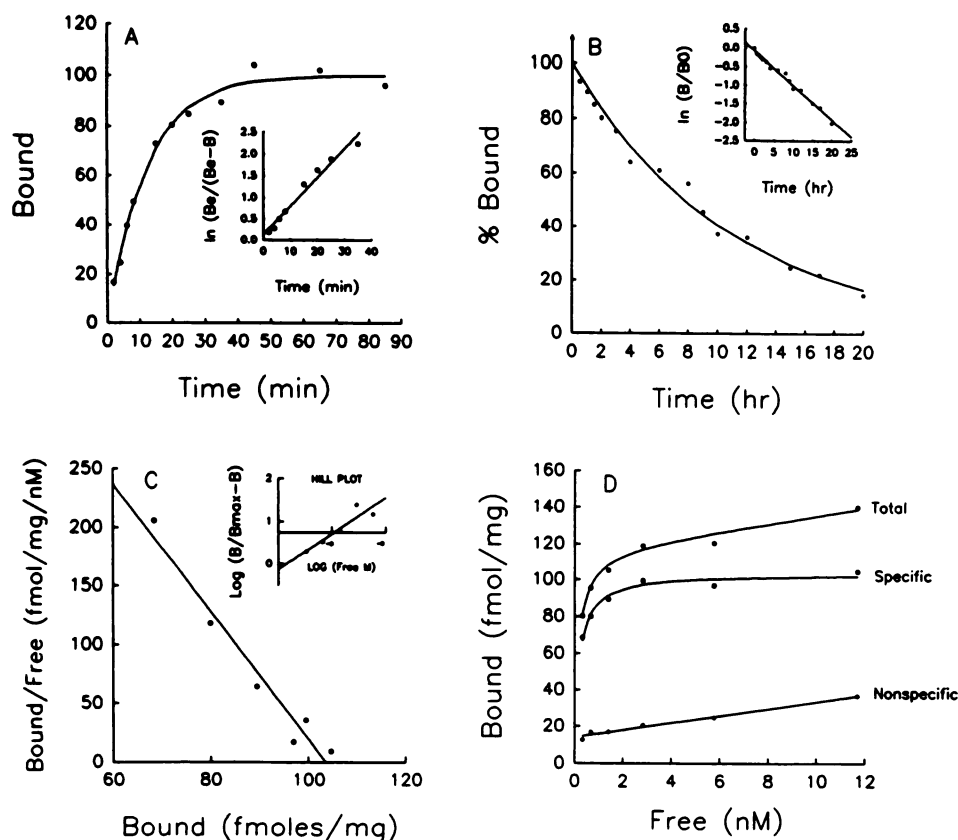 A
120
100
80
60
40
20
0
Bound
0 10 20 30 40 50 60 70 80 90
Time (min)
2.5
2.0
1.5
1.0
0.5
0.0
ln (Be/(Be-B)
0 10 20 30 40
Time (min)
B
100
80
60
40
20
0
% Bound
0 2 4 6 8 10 12 14 16 18 20
Time (hr)
0.5
0.0
-0.5
-1.0
-1.5
-2.0
-2.5
ln (B/B0)
0 5 10 15 20 25
Time (hr)
C
250
200
150
100
50
0
Bound/Free (fmol/mg/nM)
60 80 100 120
Bound (fmoles/mg)
HILL PLOT
2
1
0
Log (B/Bmax-B)
LOG (Free M)
D
160
140
120
100
80
60
40
20
0
Bound (fmol/mg)
Total
Specific
Nonspecific
0 2 4 6 8 10 12
Free (nM)